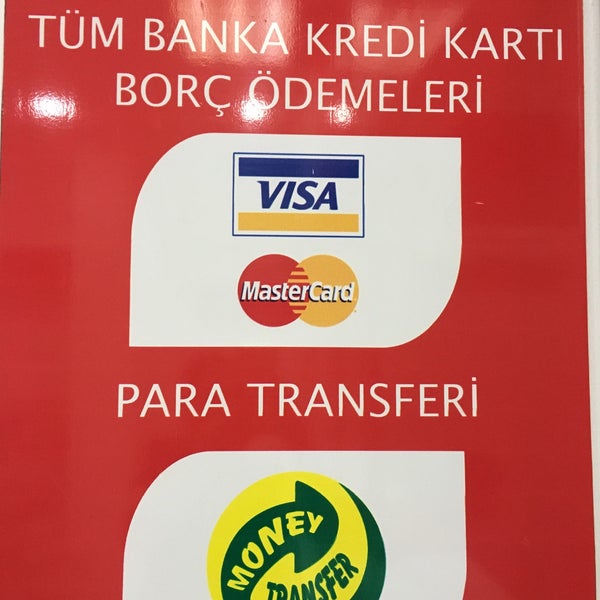 TÜM BANKA KREDİ KARTI
BORÇ ÖDEMELERİ
VISA
MasterCard
PARA TRANSFERİ
MONEY
TRANSFER